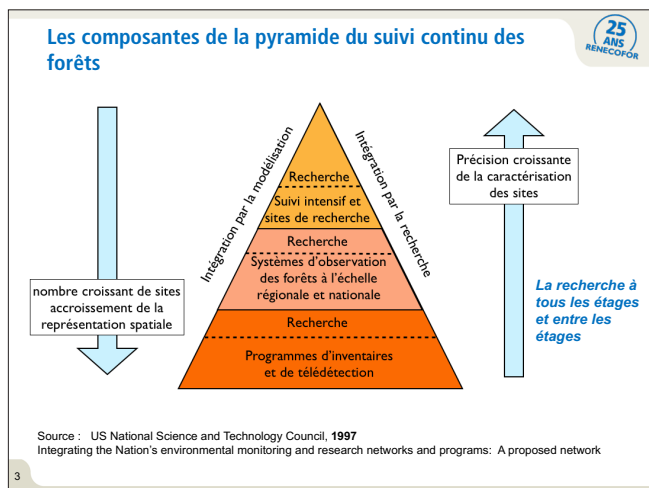 Les composantes de la pyramide du suivi continu des
forêts
25
ANS
RENECOFOR
Intégration par la modélisation
Intégration par la recherche
Recherche
Suivi intensif et
sites de recherche
Recherche
Systèmes d'observation
des forêts à l'échelle
régionale et nationale
Recherche
Programmes d'inventaires
et de télédétection
nombre croissant de sites
accroissement de la
représentation spatiale
Précision croissante
de la caractérisation
des sites
La recherche à
tous les étages
et entre les
étages
Source : US National Science and Technology Council, 1997
Integrating the Nation's environmental monitoring and research networks and programs: A proposed network
3